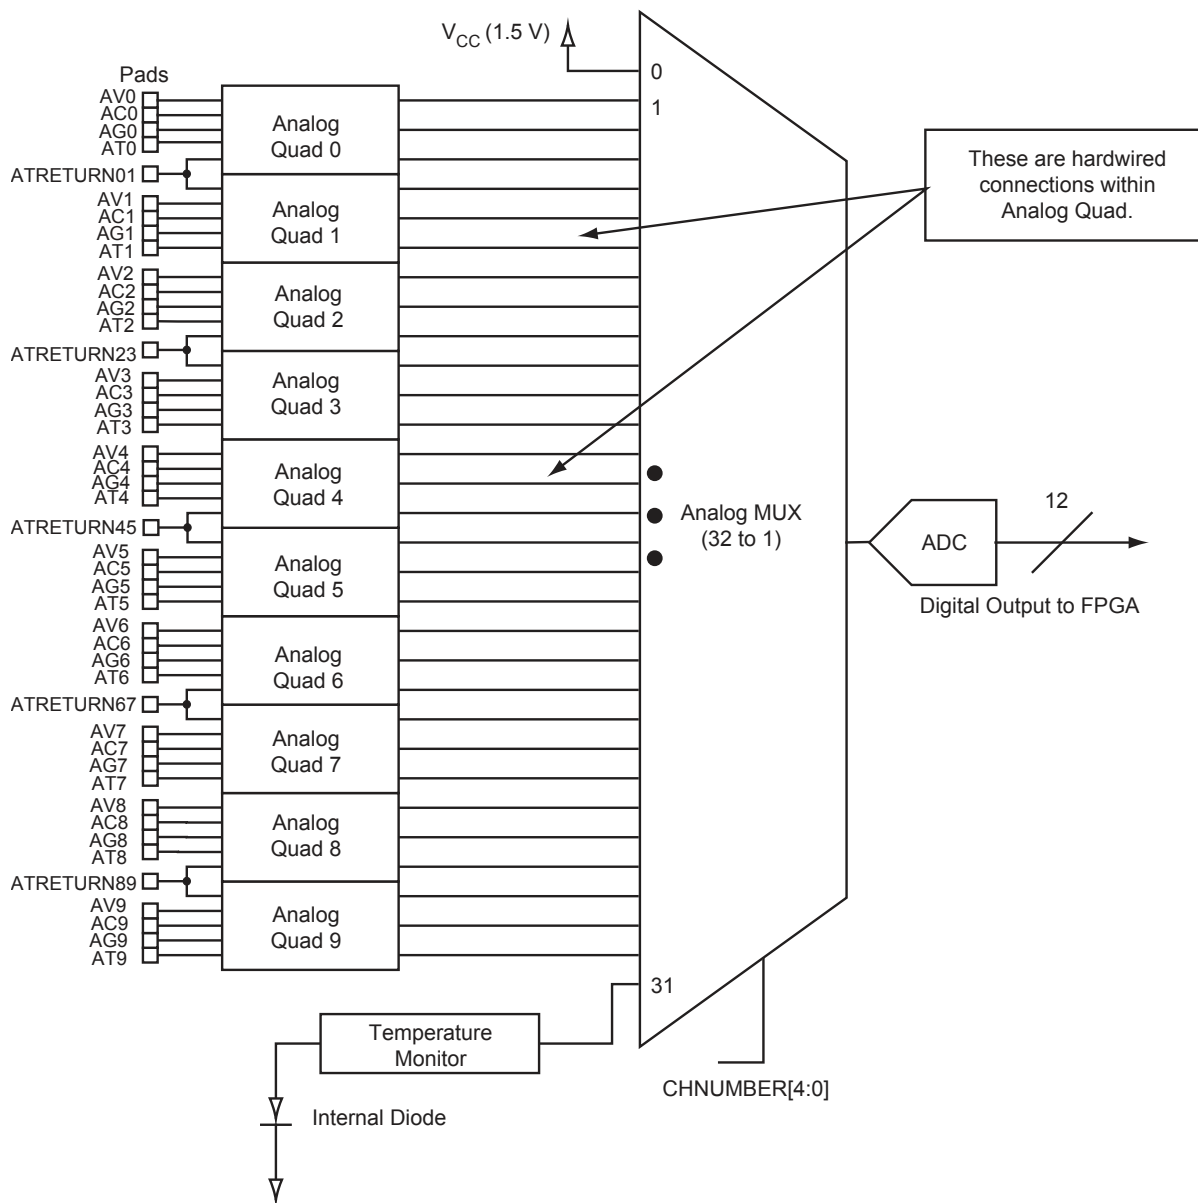 V_CC (1.5 V)
Pads
0
1
AV0
AC0
AG0
AT0
Analog
Quad 0
ATRETURN01
AV1
AC1
AG1
AT1
Analog
Quad 1
These are hardwired
connections within
Analog Quad.
AV2
AC2
AG2
AT2
Analog
Quad 2
ATRETURN23
AV3
AC3
AG3
AT3
Analog
Quad 3
AV4
AC4
AG4
AT4
Analog
Quad 4
ATRETURN45
Analog MUX
(32 to 1)
ADC
12
Digital Output to FPGA
AV5
AC5
AG5
AT5
Analog
Quad 5
AV6
AC6
AG6
AT6
Analog
Quad 6
ATRETURN67
AV7
AC7
AG7
AT7
Analog
Quad 7
AV8
AC8
AG8
AT8
Analog
Quad 8
ATRETURN89
AV9
AC9
AG9
AT9
Analog
Quad 9
31
Temperature
Monitor
CHNUMBER[4:0]
Internal Diode